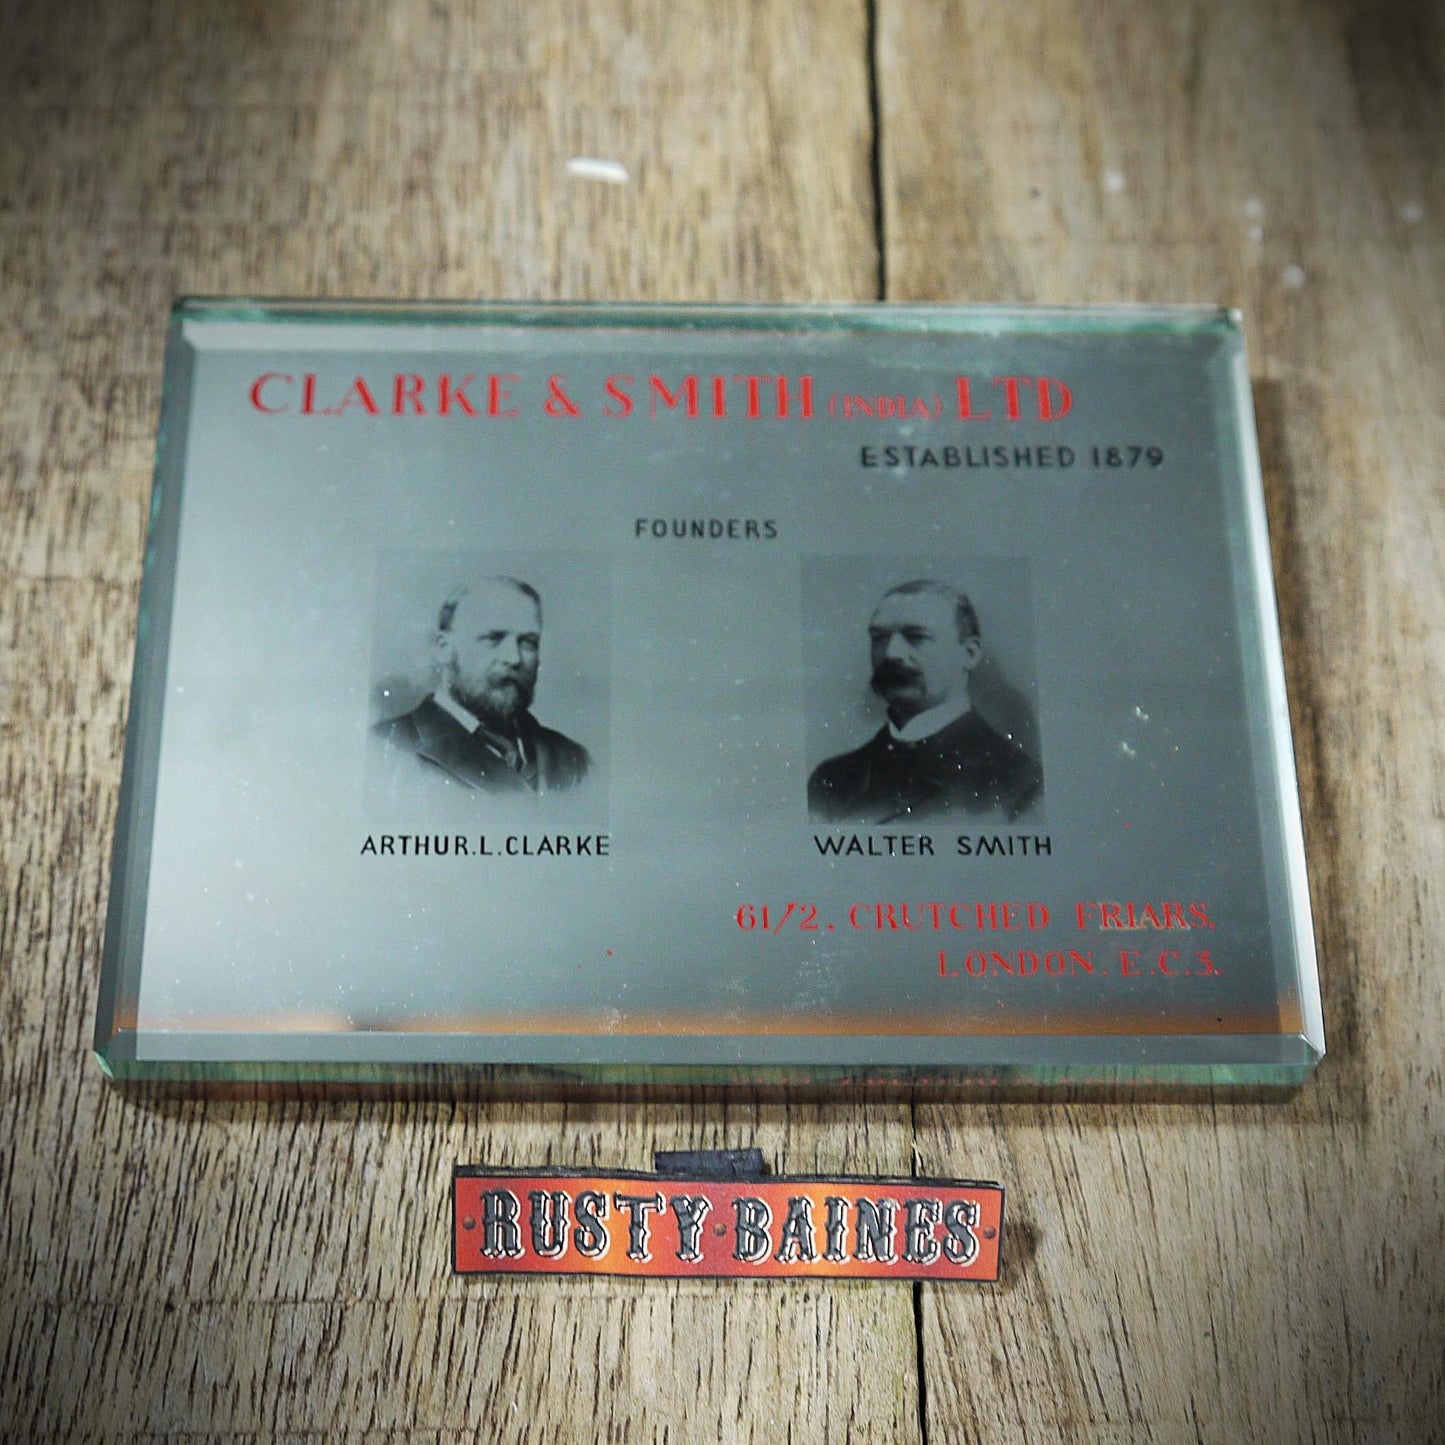 CLARKE & SMITH (INDIA) LTD
ESTABLISHED 1879
FOUNDERS
ARTHUR.L.CLARKE
WALTER SMITH
61/2, CRUTCHED FRIARS,
LONDON. E.C.3.
RUSTY·BAINES